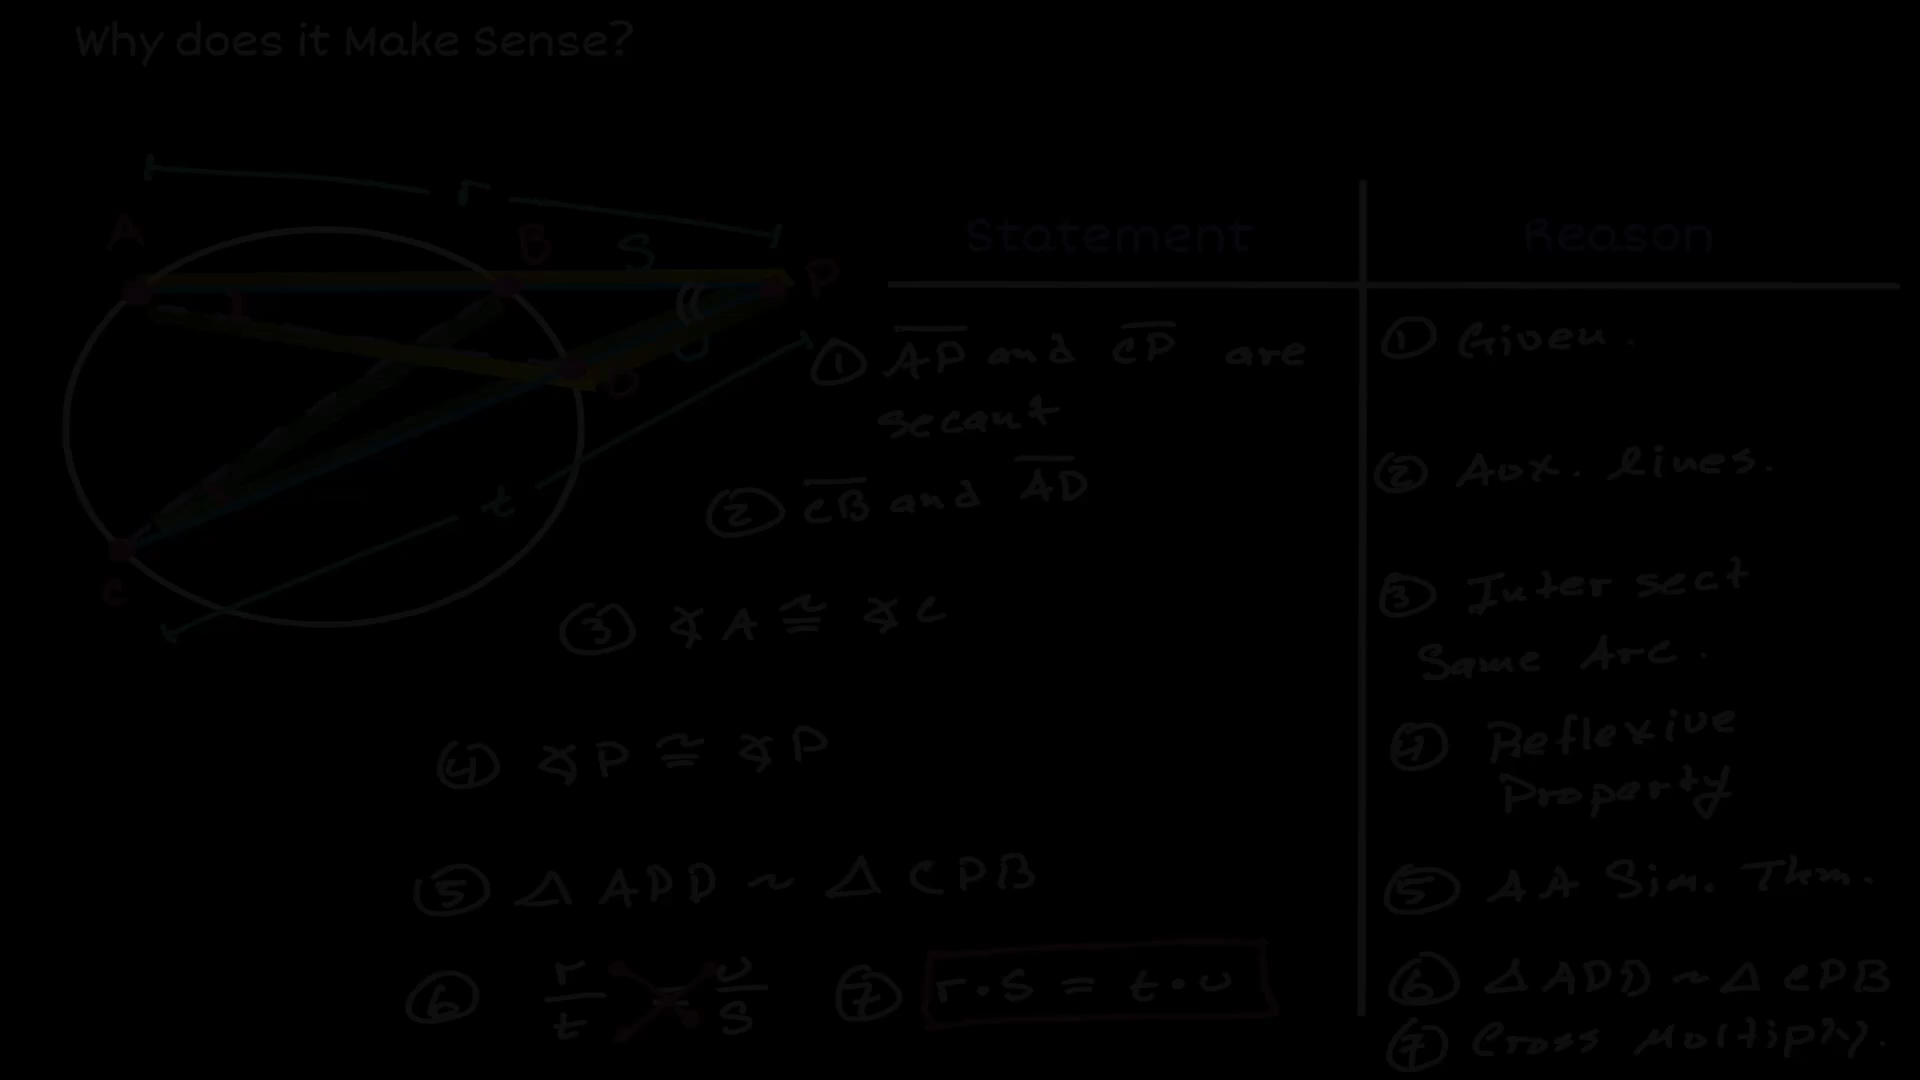 Why does it Make Sense?
r
A
B
S
P
U
D
t
C
Statement
Reason
① AP and CP are
secant
① Given.
② CB and AD
② Aux. lines.
③ ∡A ≅ ∡C
③ Inter sect
Same Arc.
④ ∡P ≅ ∡P
④ Reflexive
Property
⑤ △ APD ~ △ CPB
⑤ AA Sim. Thm.
⑥ r/t = u/s
⑦ r·s = t·u
⑥ △ APD ~ △ CPB
⑦ Cross Multiply.